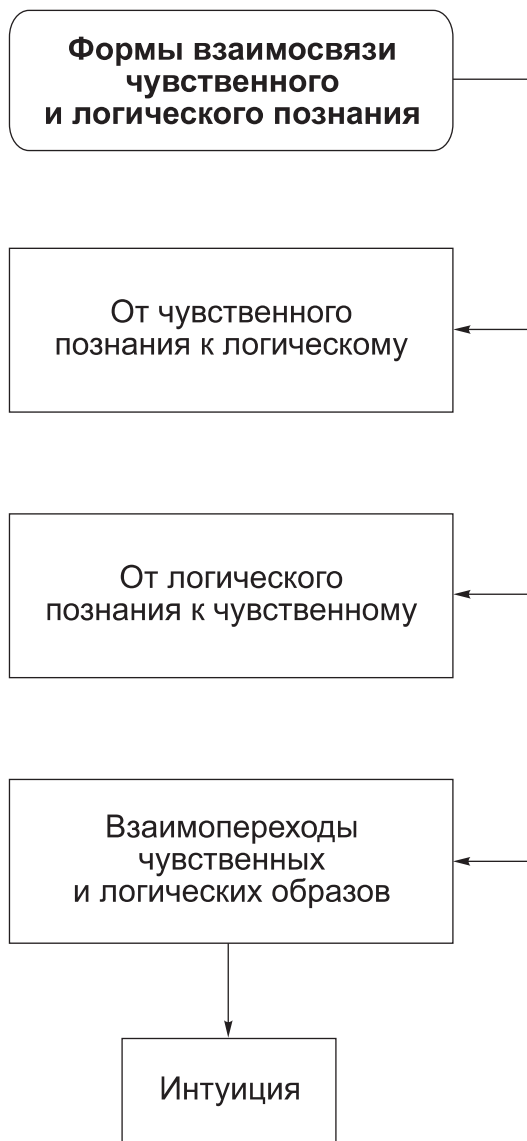 Формы взаимосвязи
чувственного
и логического познания
От чувственного
познания к логическому
От логического
познания к чувственному
Взаимопереходы
чувственных
и логических образов
Интуиция